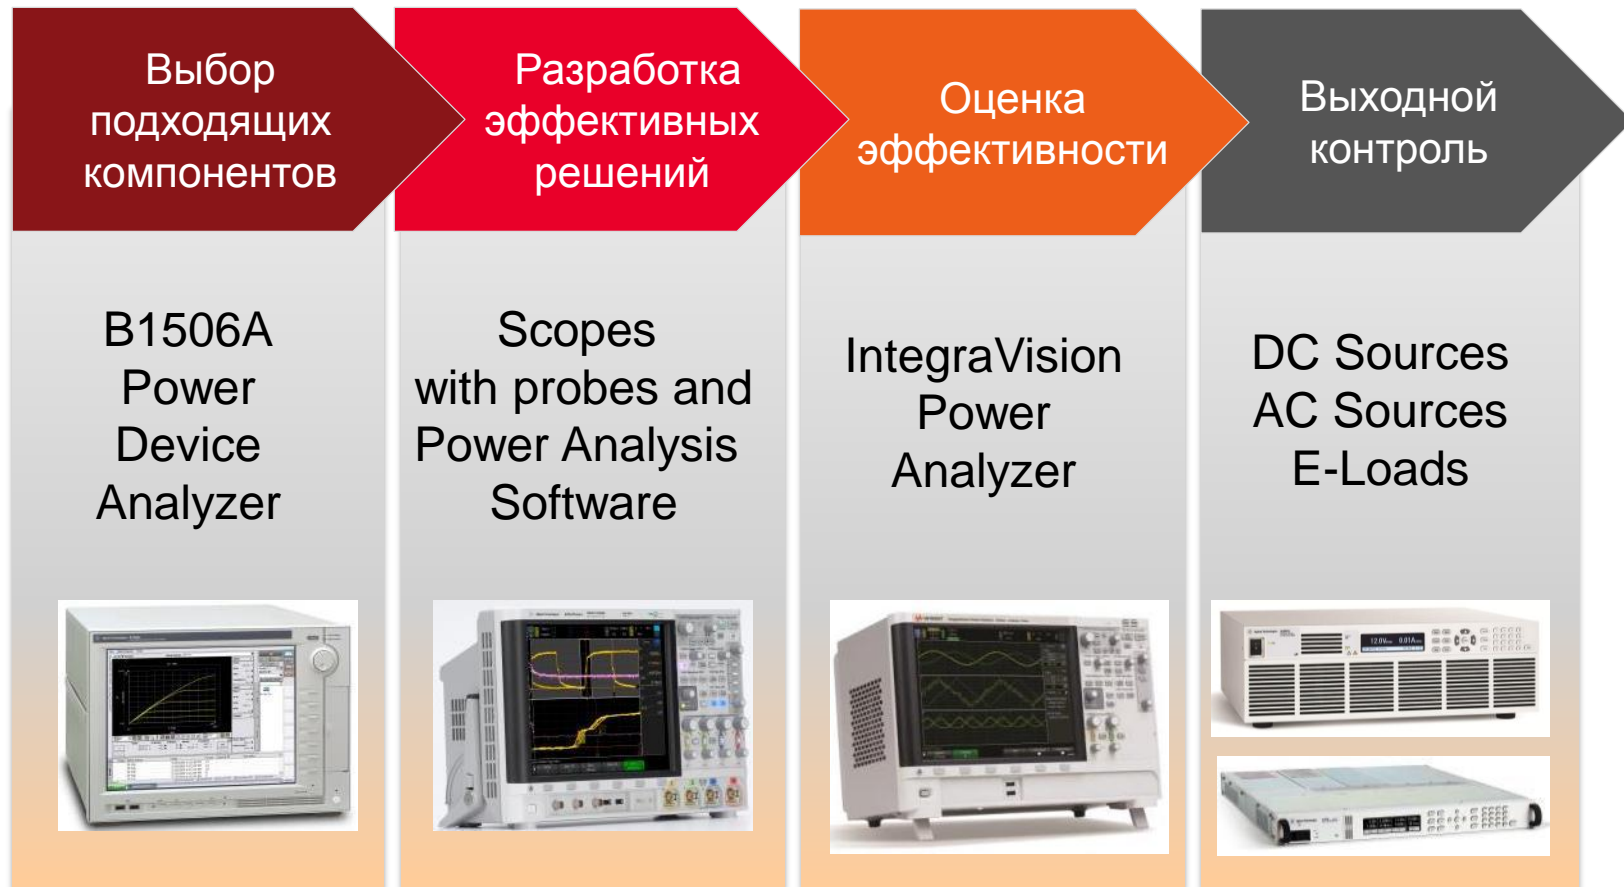 Выбор
подходящих
компонентов
Разработка
эффективных
решений
Оценка
эффективности
Выходной
контроль
B1506A
Power
Device
Analyzer
Scopes
with probes and
Power Analysis
Software
IntegraVision
Power
Analyzer
DC Sources
AC Sources
E-Loads